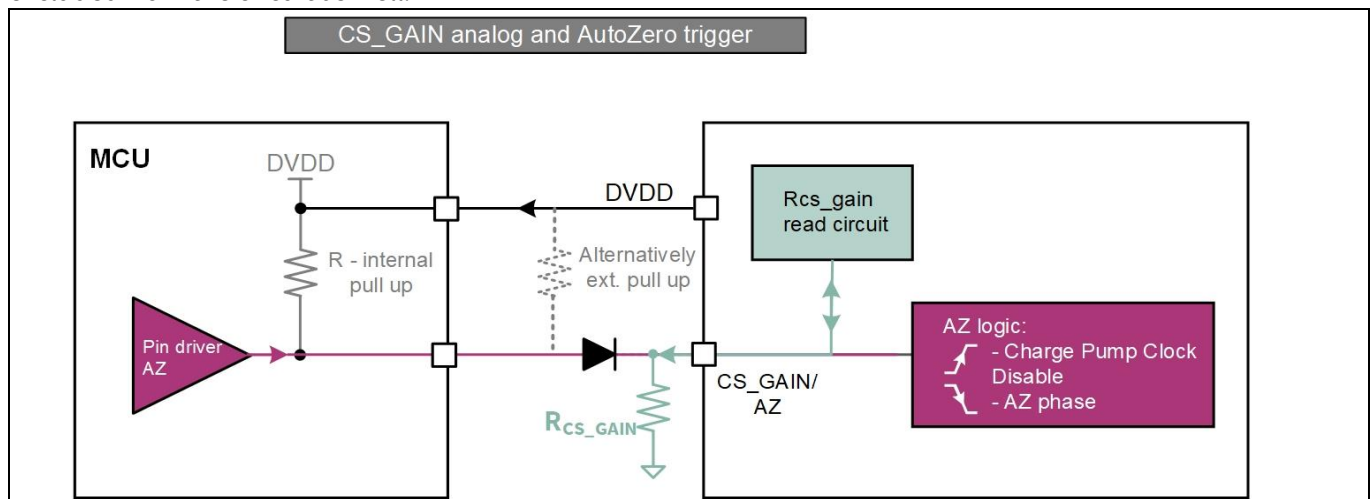 CS_GAIN analog and AutoZero trigger
MCU
DVDD
R - internal
pull up
Pin driver
AZ
DVDD
Alternatively
ext. pull up
RCS_GAIN
CS_GAIN/
AZ
Rcs_gain
read circuit
AZ logic:
- Charge Pump Clock
Disable
- AZ phase